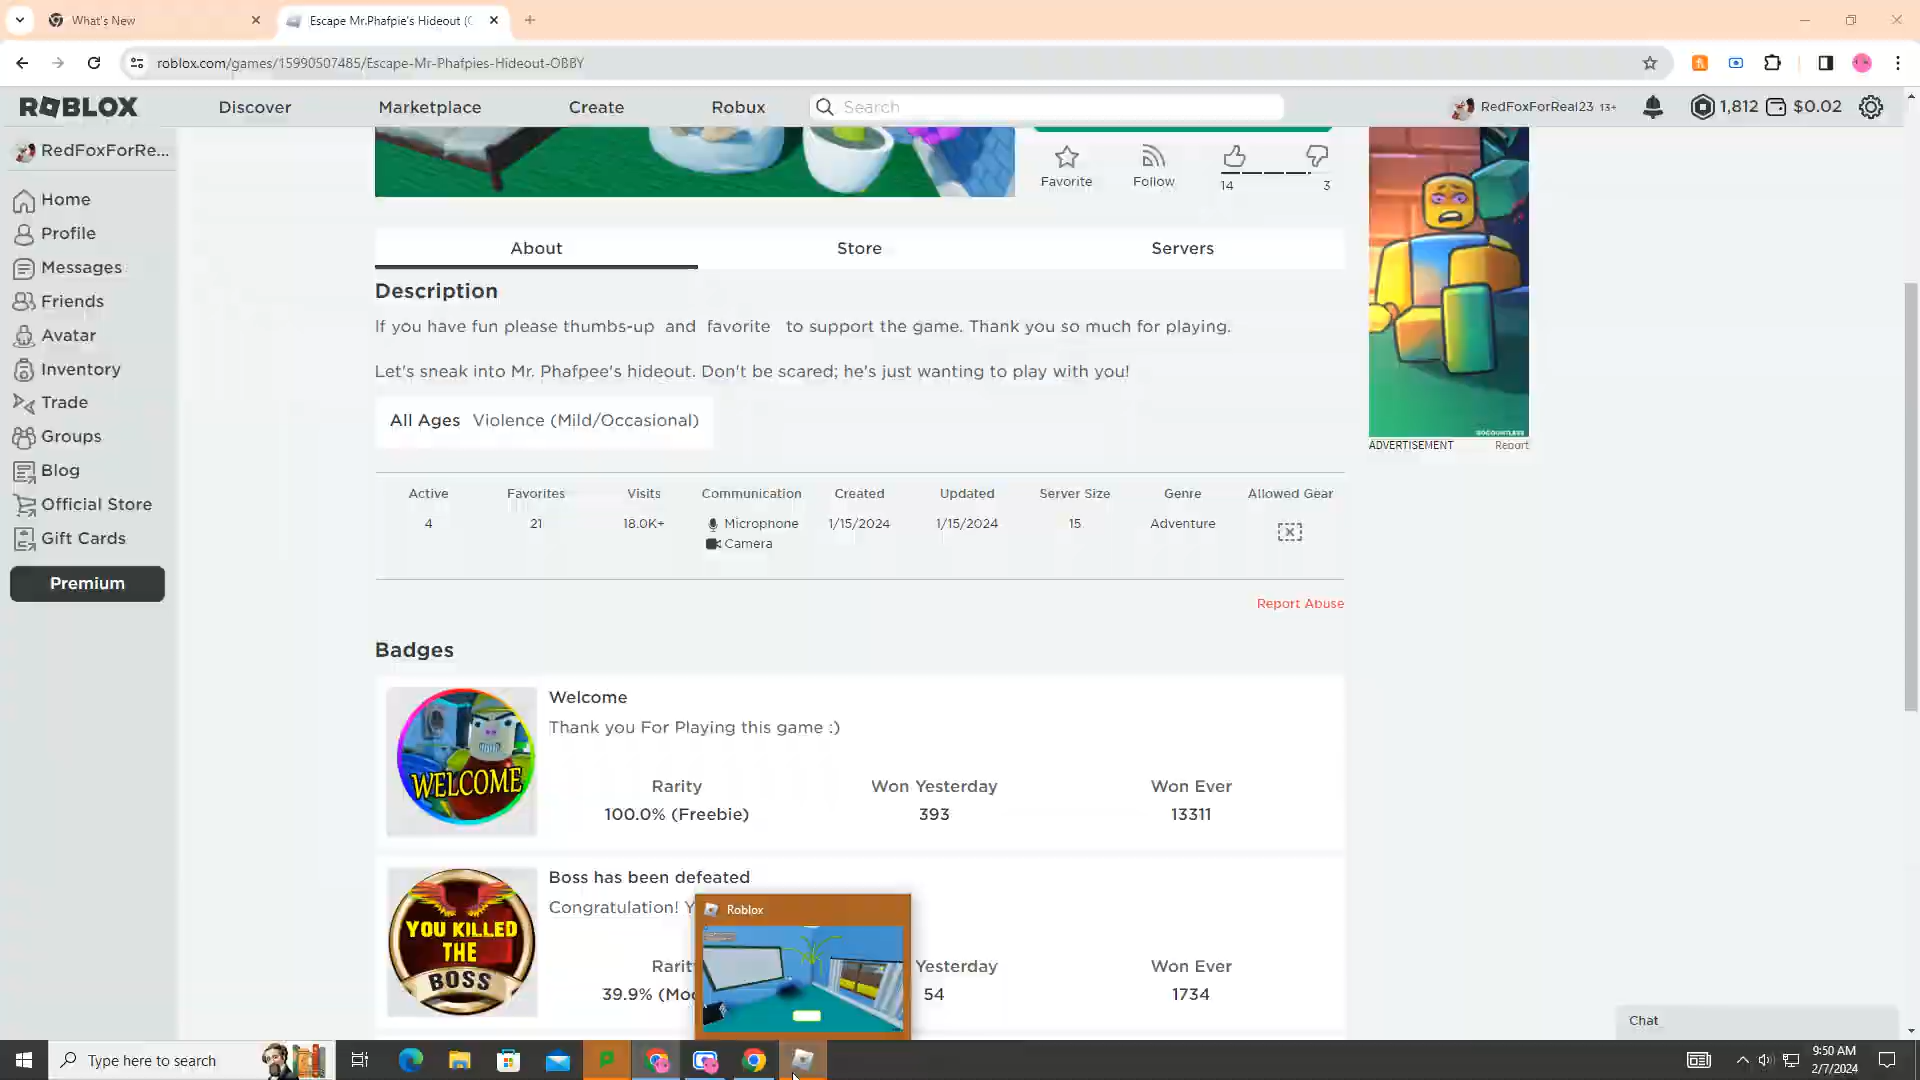 What's New
Escape Mr.Phafpie's Hideout (
roblox.com/games/15990507485/Escape-Mr-Phafpies-Hideout-OBBY
ROBLOX
Discover
Marketplace
Create
Robux
Search
RedFoxForReal23 13+
1,812
$0.02
RedFoxForRe...
Home
Profile
Messages
Friends
Avatar
Inventory
Trade
Groups
Blog
Official Store
Gift Cards
Premium
Favorite
Follow
14
3
About
Store
Servers
Description
If you have fun please thumbs-up and favorite to support the game. Thank you so much for playing.
Let's sneak into Mr. Phafpee's hideout. Don't be scared; he's just wanting to play with you!
All Ages Violence (Mild/Occasional)
ADVERTISEMENT
Report
Active
Favorites
Visits
Communication
Created
Updated
Server Size
Genre
Allowed Gear
4
21
18.0K+
Microphone
Camera
1/15/2024
1/15/2024
15
Adventure
Report Abuse
Badges
WELCOME
Welcome
Thank you For Playing this game :)
Rarity
Won Yesterday
Won Ever
100.0% (Freebie)
393
13311
YOU KILLED
THE
BOSS
Boss has been defeated
Congratulation! Y
Roblox
Rarit
Yesterday
Won Ever
39.9% (Mo
54
1734
Chat
Type here to search
9:50 AM
2/7/2024